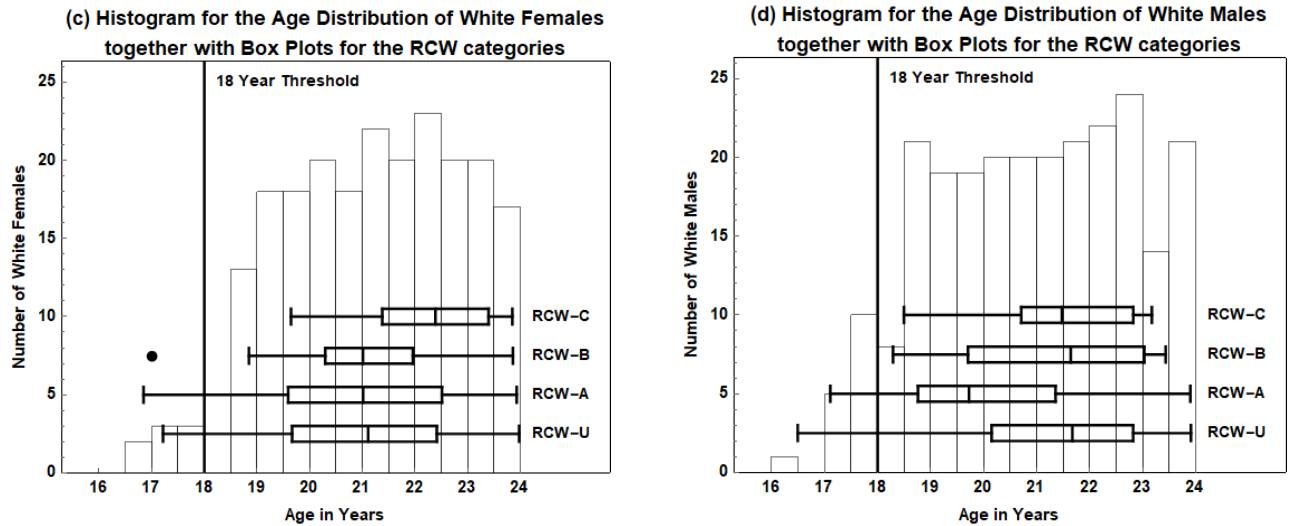 (c) Histogram for the Age Distribution of White Females
together with Box Plots for the RCW categories
25
20
15
10
5
0
Number of White Females
18 Year Threshold
RCW-C
RCW-B
RCW-A
RCW-U
16 17 18 19 20 21 22 23 24
Age in Years
(d) Histogram for the Age Distribution of White Males
together with Box Plots for the RCW categories
25
20
15
10
5
0
Number of White Males
18 Year Threshold
RCW-C
RCW-B
RCW-A
RCW-U
16 17 18 19 20 21 22 23 24
Age in Years